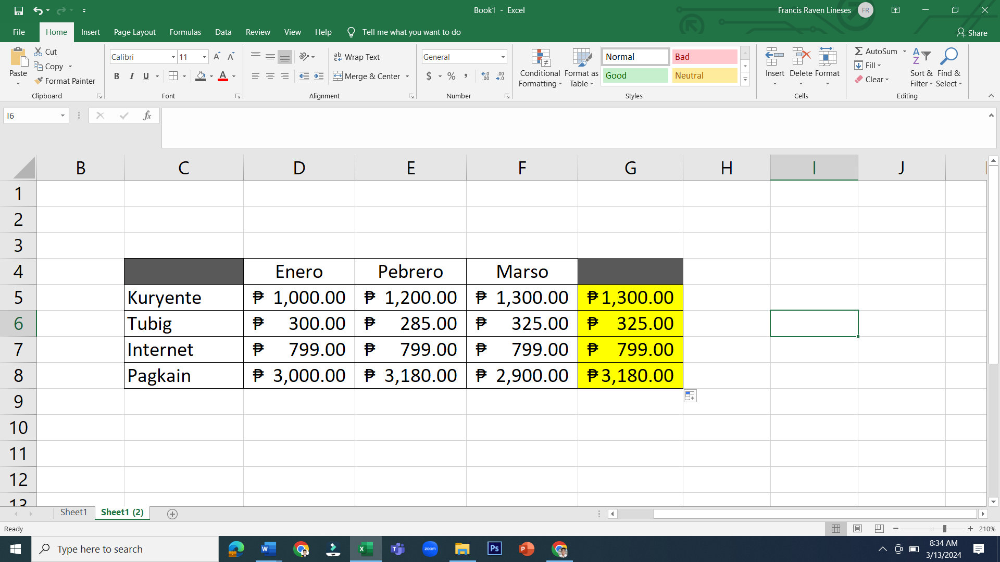 Book1 - Excel
Francis Raven Lineses FR
File Home Insert Page Layout Formulas Data Review View Help Tell me what you want to do Share
Paste
Cut
Copy
Format Painter
Clipboard
Calibri 11
B I U
Font
Wrap Text
Merge & Center
Alignment
General
$ % ,
Number
Conditional Formatting
Format as Table
Normal Bad
Good Neutral
Styles
Insert Delete Format
Cells
AutoSum
Fill
Clear
Sort & Filter
Find & Select
Editing
I6 fx
B C D E F G H I J
1
2
3
4 Enero Pebrero Marso
5 Kuryente ₱ 1,000.00 ₱ 1,200.00 ₱ 1,300.00 ₱1,300.00
6 Tubig ₱ 300.00 ₱ 285.00 ₱ 325.00 ₱ 325.00
7 Internet ₱ 799.00 ₱ 799.00 ₱ 799.00 ₱ 799.00
8 Pagkain ₱ 3,000.00 ₱ 3,180.00 ₱ 2,900.00 ₱3,180.00
9
10
11
12
13
Sheet1 Sheet1 (2)
Ready 210%
Type here to search
zoom
Ps
8:34 AM
3/13/2024